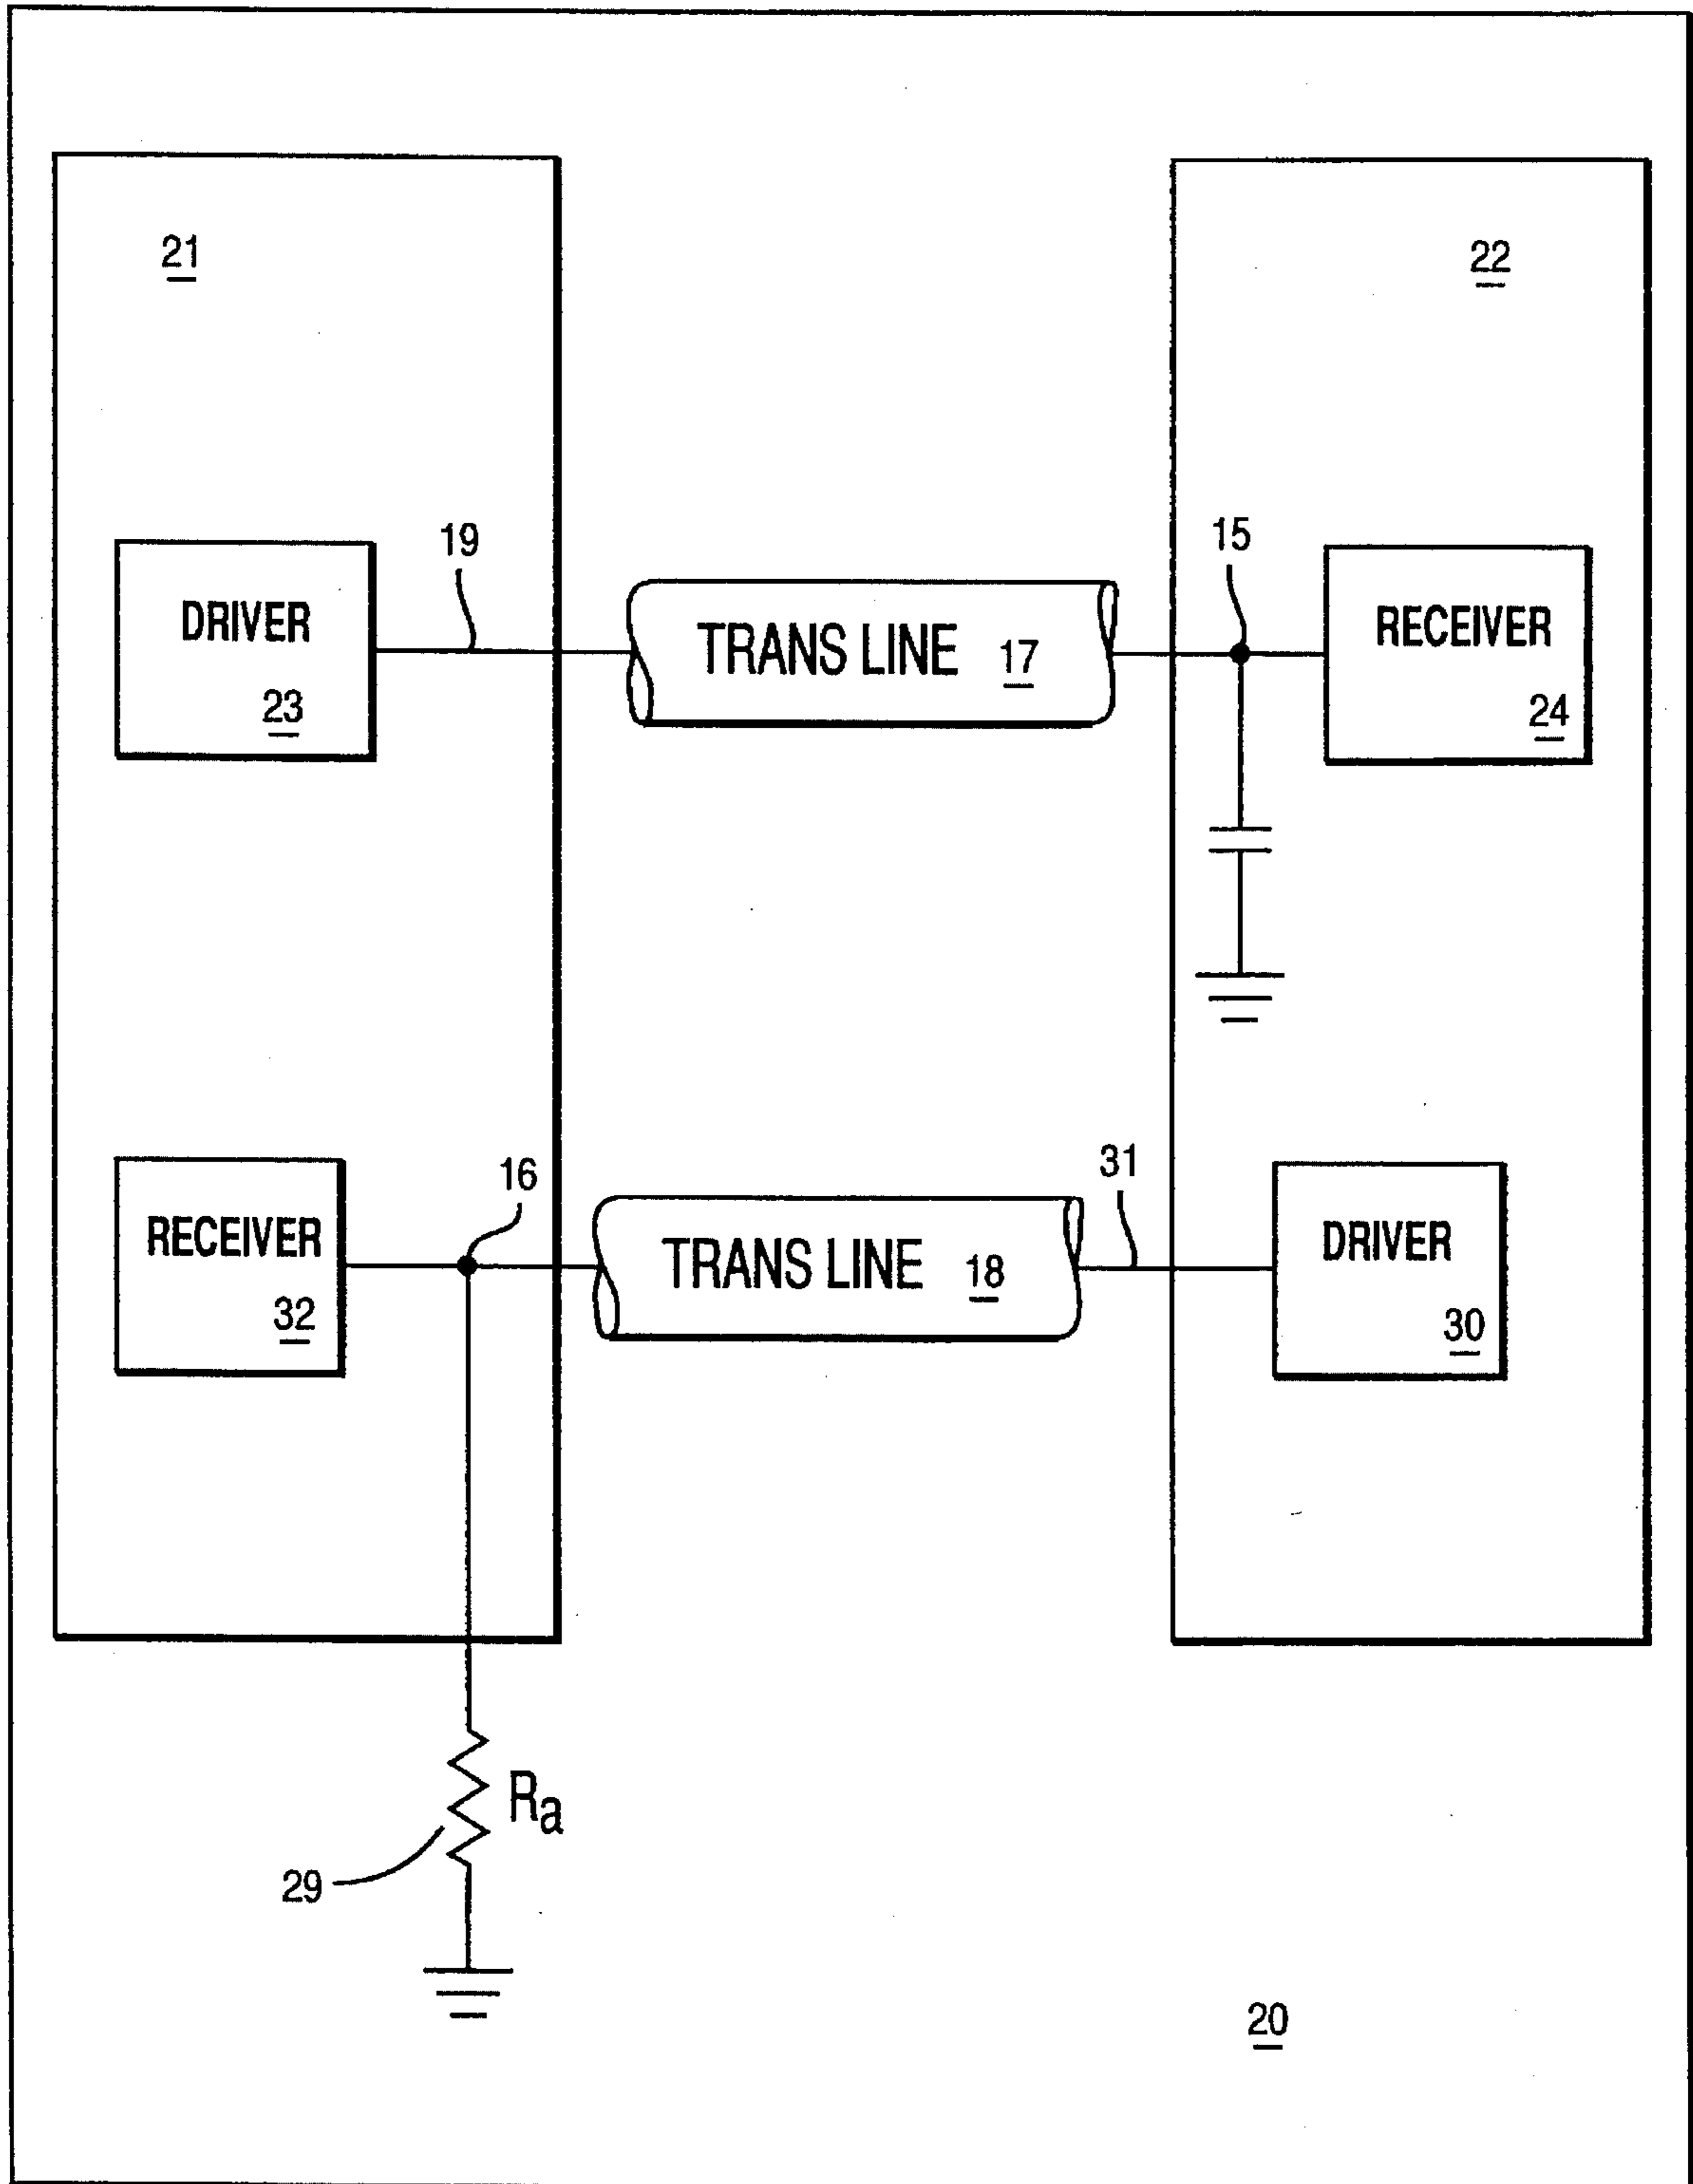 21
22
19
15
DRIVER
23
TRANS LINE 17
RECEIVER
24
16
31
RECEIVER
32
TRANS LINE 18
DRIVER
30
Ra
29
20